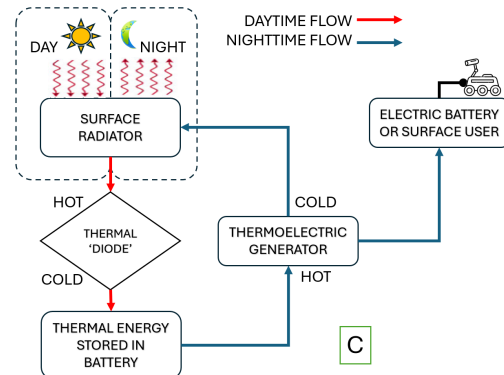 DAYTIME FLOW
NIGHTTIME FLOW
DAY
NIGHT
SURFACE
RADIATOR
ELECTRIC BATTERY
OR SURFACE USER
HOT
THERMAL
‘DIODE’
COLD
COLD
THERMOELECTRIC
GENERATOR
HOT
THERMAL ENERGY
STORED IN
BATTERY
C